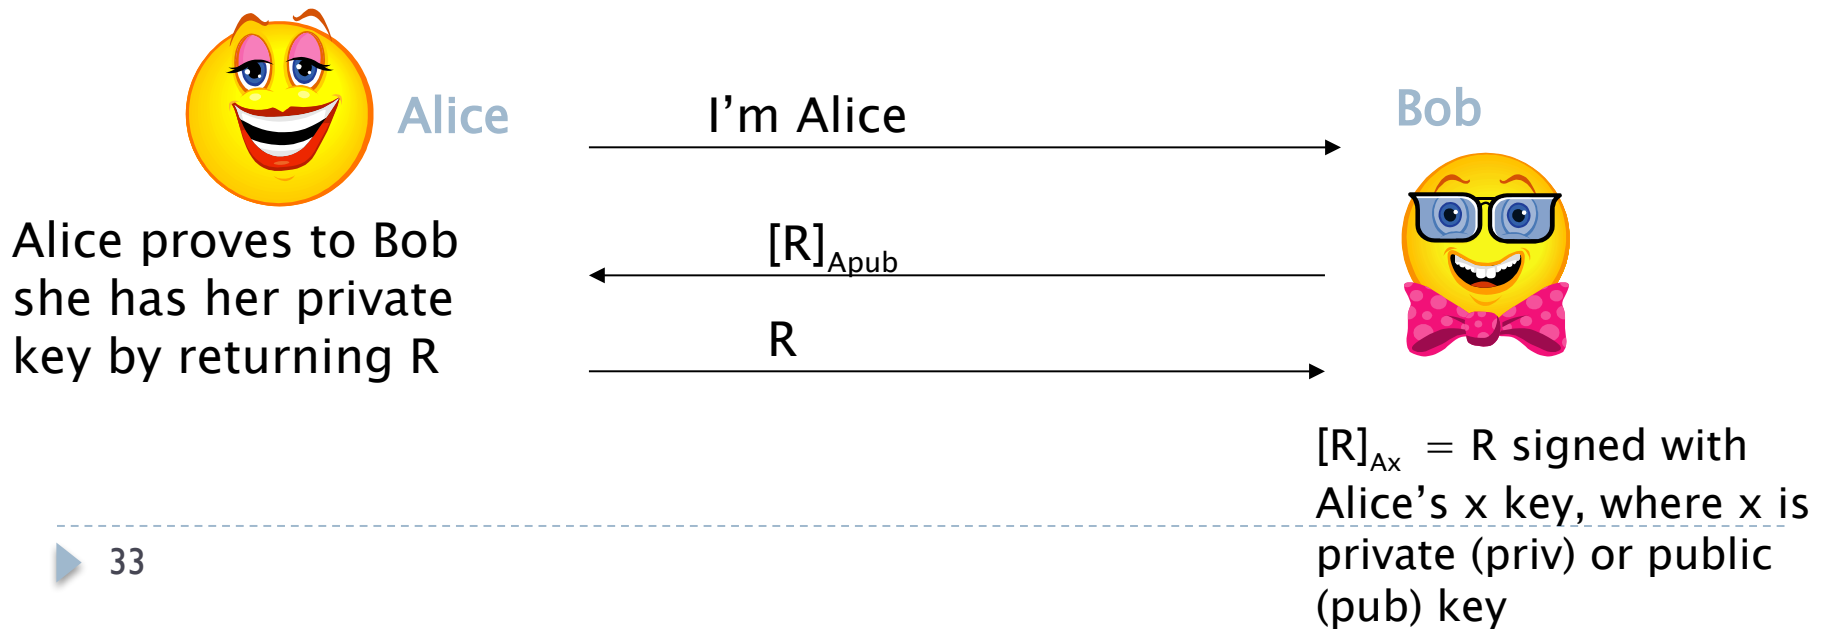 Alice
I’m Alice
Bob
Alice proves to Bob
she has her private
key by returning R
[R]Apub
R
[R]Ax = R signed with
Alice’s x key, where x is
private (priv) or public
(pub) key
33